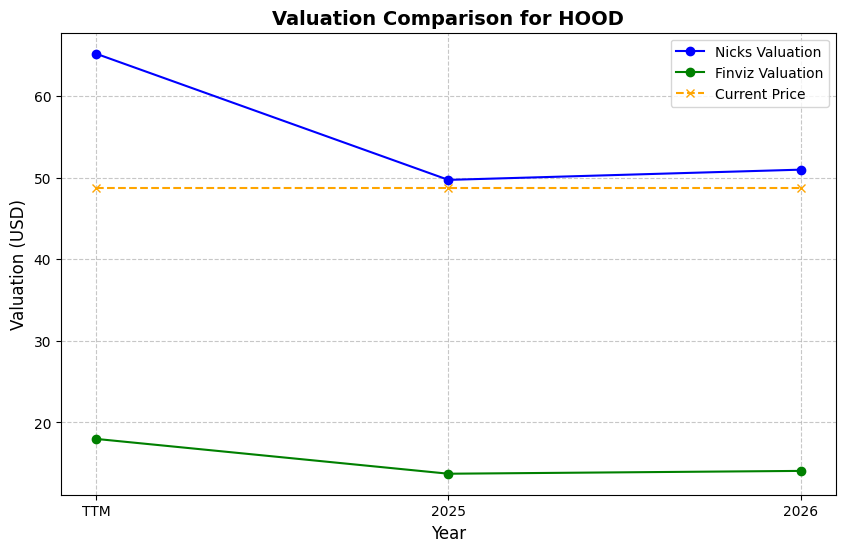 Valuation Comparison for HOOD
Nicks Valuation
Finviz Valuation
Current Price
Valuation (USD)
60
50
40
30
20
TTM
2025
2026
Year